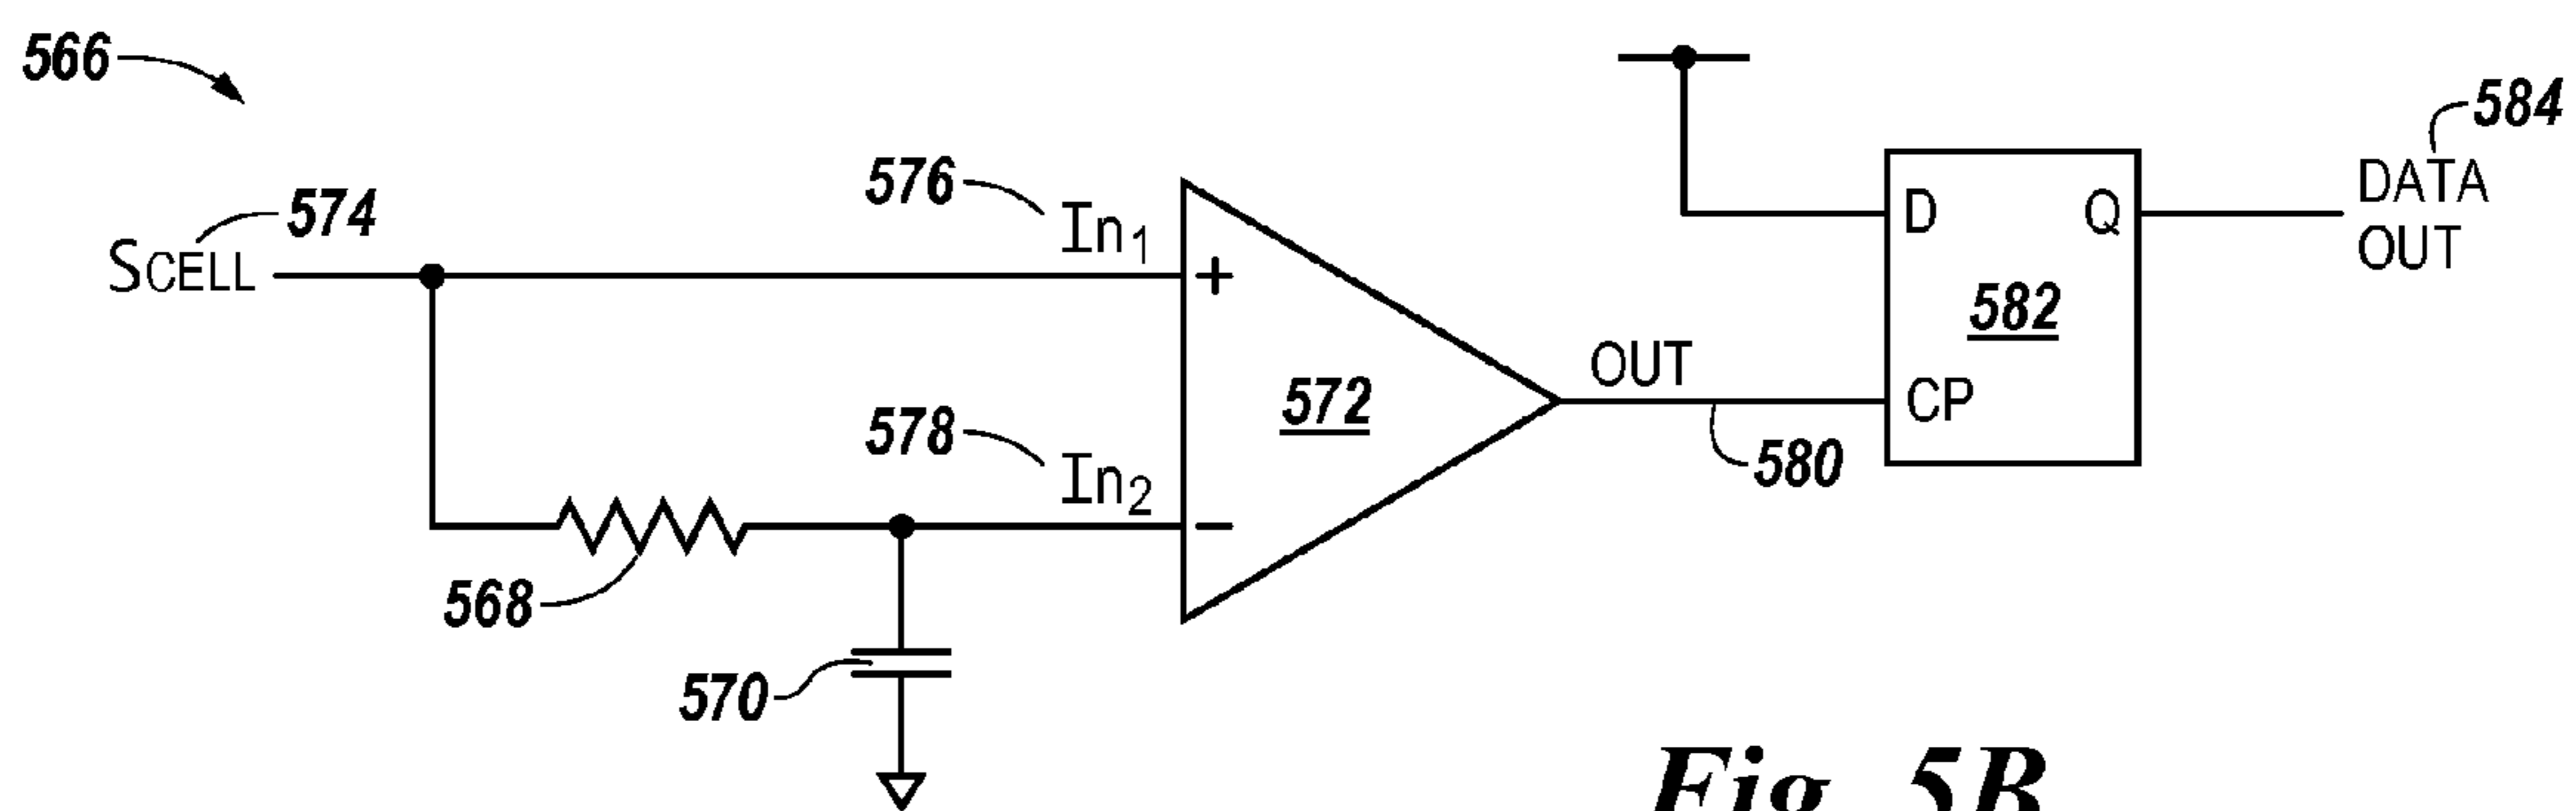 566
584
DATA
OUT
576
In1
574
SCELL
+
D
Q
582
OUT
572
CP
578
In2
580
−
568
570
Fig. 5B